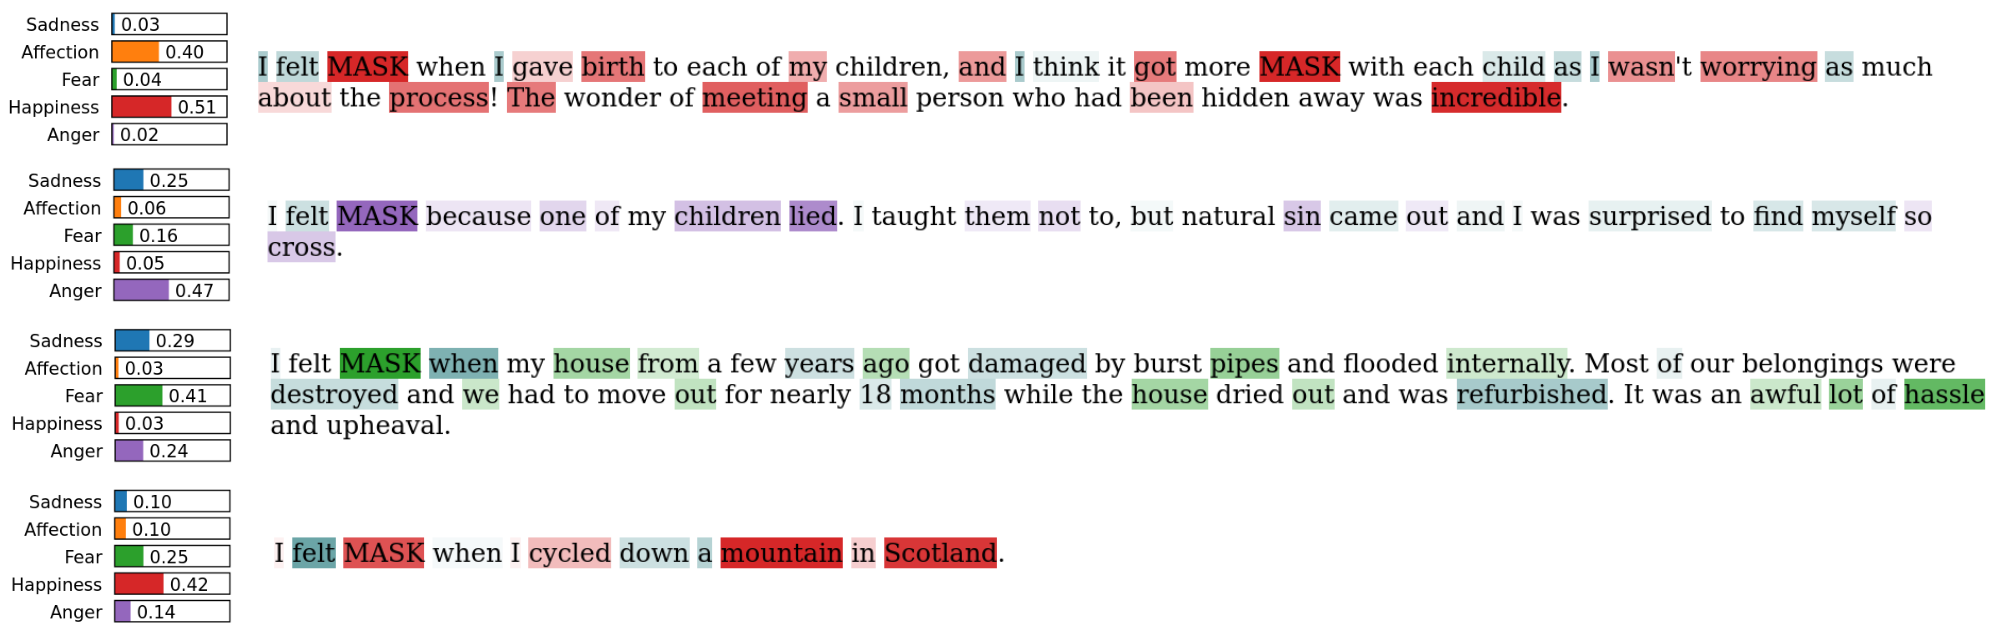 Sadness 0.03
Affection 0.40
Fear 0.04
Happiness 0.51
Anger 0.02
I felt MASK when I gave birth to each of my children, and I think it got more MASK with each child as I wasn't worrying as much
about the process! The wonder of meeting a small person who had been hidden away was incredible.
Sadness 0.25
Affection 0.06
Fear 0.16
Happiness 0.05
Anger 0.47
I felt MASK because one of my children lied. I taught them not to, but natural sin came out and I was surprised to find myself so
cross.
Sadness 0.29
Affection 0.03
Fear 0.41
Happiness 0.03
Anger 0.24
I felt MASK when my house from a few years ago got damaged by burst pipes and flooded internally. Most of our belongings were
destroyed and we had to move out for nearly 18 months while the house dried out and was refurbished. It was an awful lot of hassle
and upheaval.
Sadness 0.10
Affection 0.10
Fear 0.25
Happiness 0.42
Anger 0.14
I felt MASK when I cycled down a mountain in Scotland.